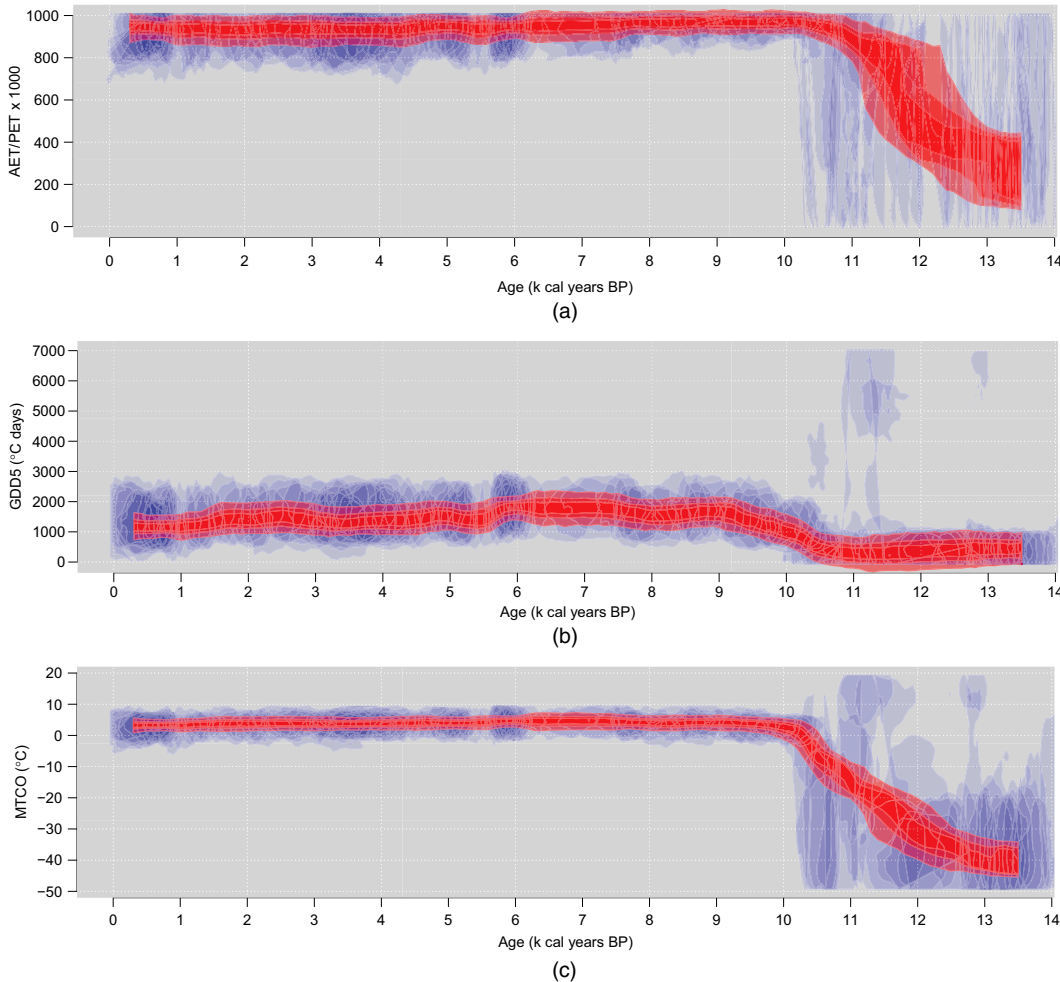 1000
800
600
400
200
0
AET/PET x 1000
0 1 2 3 4 5 6 7 8 9 10 11 12 13 14
Age (k cal years BP)
(a)
7000
6000
5000
4000
3000
2000
1000
0
GDD5 (°C days)
0 1 2 3 4 5 6 7 8 9 10 11 12 13 14
Age (k cal years BP)
(b)
20
10
0
−10
−20
−30
−40
−50
MTCO (°C)
0 1 2 3 4 5 6 7 8 9 10 11 12 13 14
Age (k cal years BP)
(c)